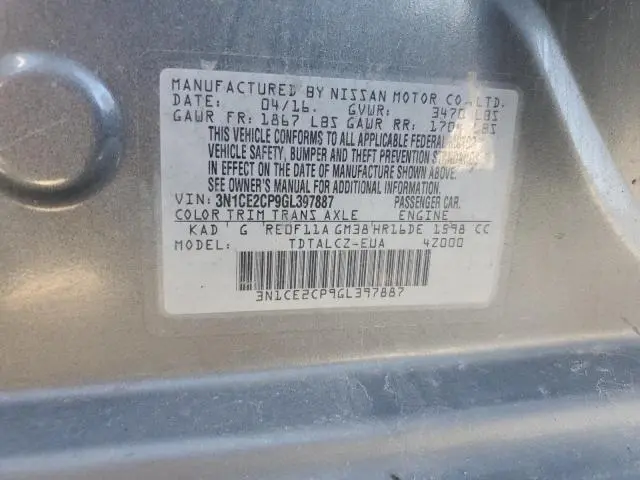 MANUFACTURED BY NISSAN MOTOR CO., LTD.
DATE: 04/16. GVWR: 3470 LBS
GAWR FR: 1867 LBS GAWR RR: LBS
THIS VEHICLE CONFORMS TO ALL APPLICABLE FEDERAL MOTOR
VEHICLE SAFETY, BUMPER AND THEFT PREVENTION STANDARDS
IN EFFECT ON THE DATE OF MANUFACTURE SHOWN ABOVE.
SEE OWNER'S MANUAL FOR ADDITIONAL INFORMATION.
VIN: 3N1CE2CP9GL397887 PASSENGER CAR.
COLOR TRIM TRANS AXLE ENGINE
KAD G RE0F11A GM38 HR16DE 1598 CC
MODEL: TDTALCZ-EUA 4Z000
3N1CE2CP9GL397887